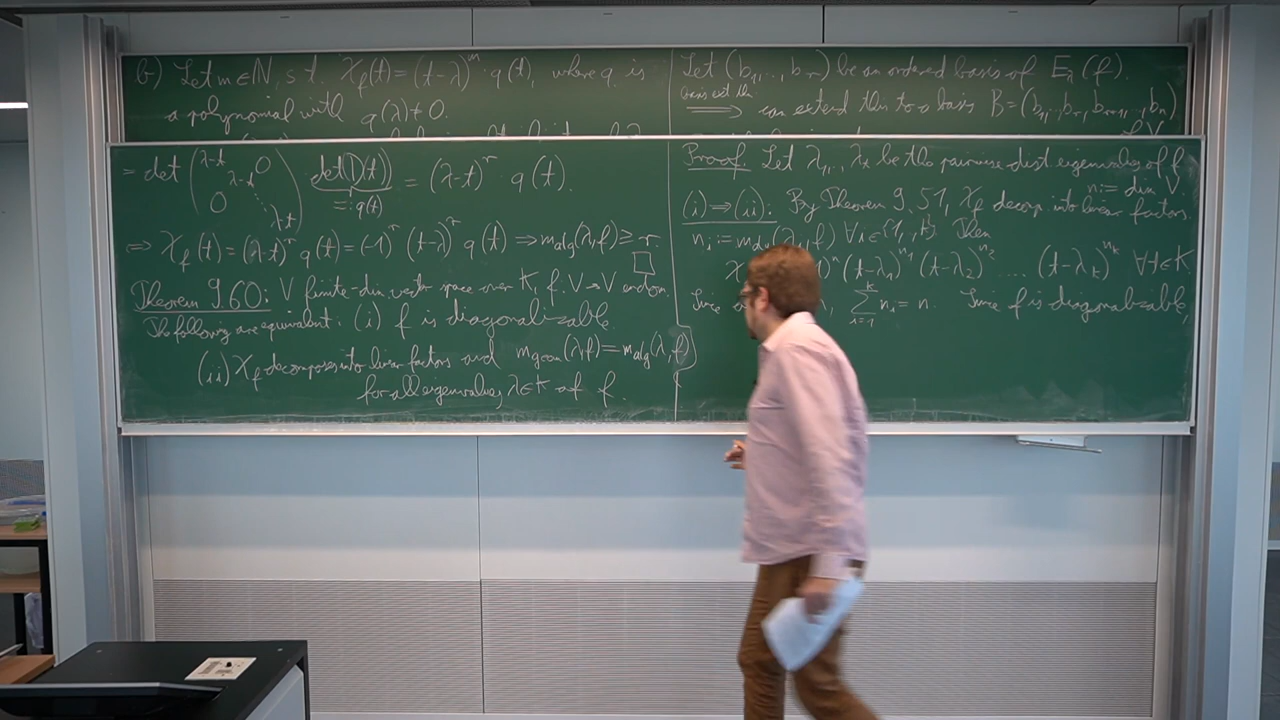 b) Let m ∈ ℕ, s.t. χ_f(t) = (t-λ)^m · q(t), where q is
a polynomial with q(λ) ≠ 0.
Let (b_1,..., b_r) be an ordered basis of E_λ(f).
basis ext th
⟹ can extend this to a basis B = (b_1,..., b_r, b_{r+1},..., b_n)
of V
= det (λ-t 0 λ-t 0 ⋱ λ-t) det(D(t)) = (λ-t)^r q(t).
=: q(t)
⟹ χ_f(t) = (λ-t)^r q(t) = (-1)^r (t-λ)^r q(t) ⟹ m_alg(λ,f) ≥ r
□
Theorem 9.60: V finite-dim. vector space over K, f: V → V endom.
The following are equivalent: (i) f is diagonalizable
(ii) χ_f decomposes into linear factors and m_geom(λ,f) = m_alg(λ,f)
for all eigenvalues λ ∈ K of f.
Proof. Let λ_1,..., λ_k be the pairwise dist eigenvalues of f
n := dim V.
(i) ⟹ (ii): By Theorem 9.51, χ_f decomp. into linear factors.
n_i := m_alg(λ_i, f) ∀ i ∈ {1,..,k}. Then
(t-λ_1)^{n_1} (t-λ_2)^{n_2} .... (t-λ_k)^{n_k} ∀ t ∈ K
Since ∑_{i=1}^{k} n_i = n. Since f is diagonalizable,